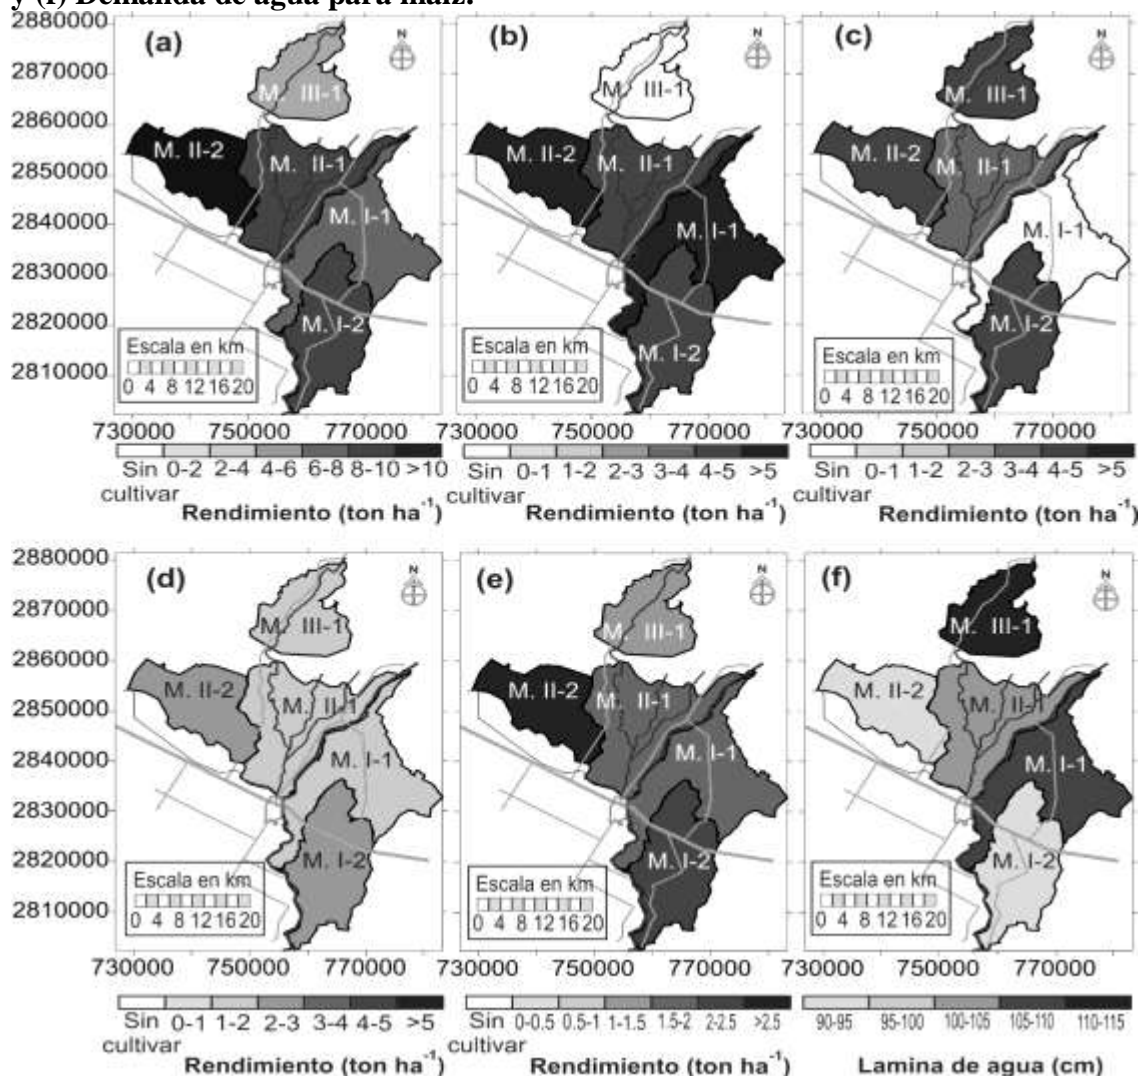 y (f) Demanda de agua para maíz.
2880000 (a) N (b) N (c) N
2870000
M. III-1 M. III-1 M. III-1
2860000
M. II-2 M. II-1 M. II-2 M. II-1 M. II-2 M. II-1
2850000
2840000 M. I-1 M. I-1 M. I-1
2830000
2820000 M. I-2 M. I-2 M. I-2
Escala en km Escala en km Escala en km
2810000
0 4 8 12 16 20 0 4 8 12 16 20 0 4 8 12 16 20
730000 750000 770000 730000 750000 770000 730000 750000 770000
Sin 0-2 2-4 4-6 6-8 8-10 >10 Sin 0-1 1-2 2-3 3-4 4-5 >5 Sin 0-1 1-2 2-3 3-4 4-5 >5
cultivar cultivar cultivar
Rendimiento (ton ha⁻¹) Rendimiento (ton ha⁻¹) Rendimiento (ton ha⁻¹)
2880000 (d) N (e) N (f) N
2870000
M. III-1 M. III-1 M. III-1
2860000
M. II-2 M. II-1 M. II-2 M. II-1 M. II-2 M. II-1
2850000
2840000 M. I-1 M. I-1 M. I-1
2830000
2820000 M. I-2 M. I-2 M. I-2
Escala en km Escala en km Escala en km
2810000
0 4 8 12 16 20 0 4 8 12 16 20 0 4 8 12 16 20
730000 750000 770000 730000 750000 770000 730000 750000 770000
Sin 0-1 1-2 2-3 3-4 4-5 >5 Sin 0-0.5 0.5-1 1-1.5 1.5-2 2-2.5 >2.5 90-95 95-100 100-105 105-110 110-115
cultivar cultivar
Rendimiento (ton ha⁻¹) Rendimiento (ton ha⁻¹) Lamina de agua (cm)